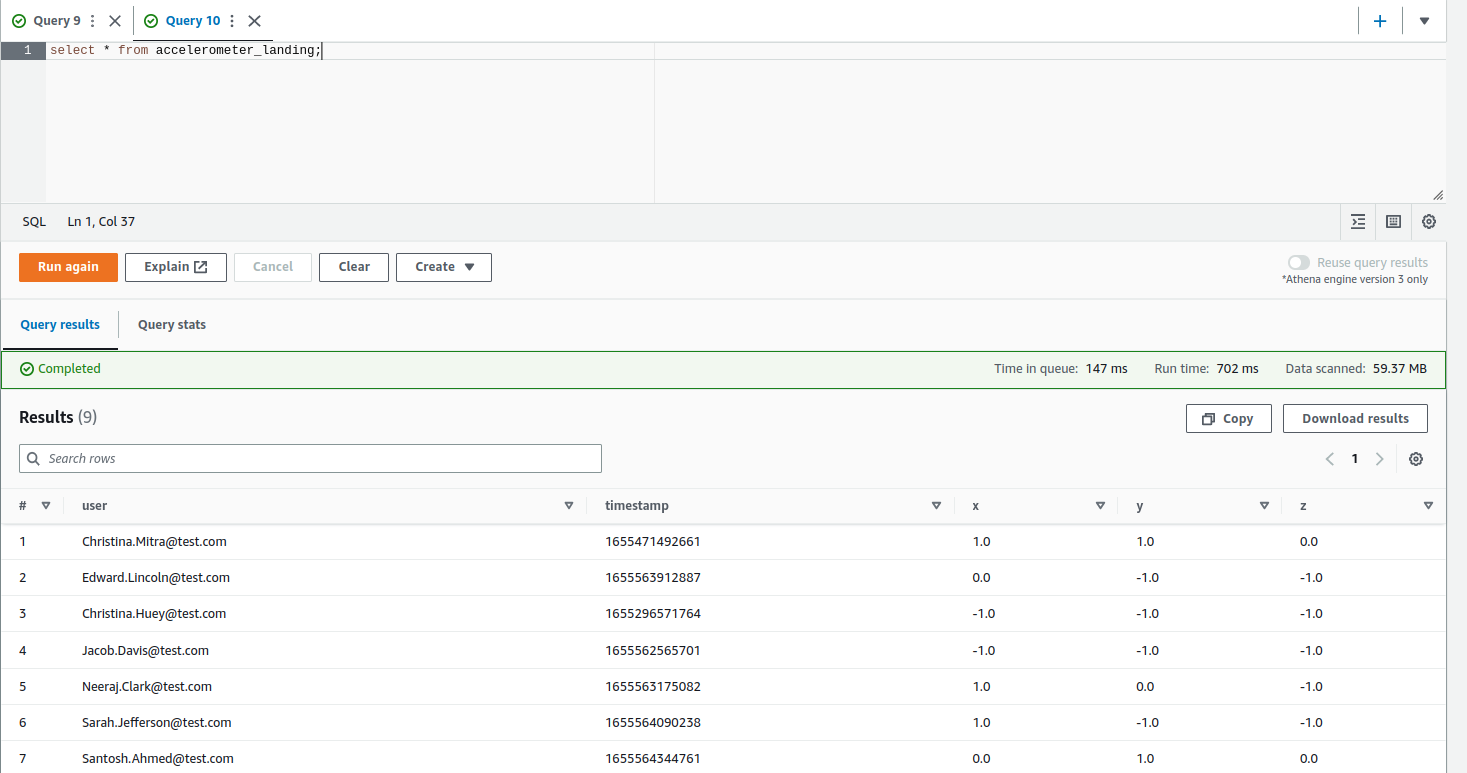 Query 9 Query 10
1 select * from accelerometer_landing;
SQL Ln 1, Col 37
Run again Explain Cancel Clear Create Reuse query results
*Athena engine version 3 only
Query results Query stats
Completed Time in queue: 147 ms Run time: 702 ms Data scanned: 59.37 MB
Results (9) Copy Download results
Search rows 1
# user timestamp x y z
1 Christina.Mitra@test.com 1655471492661 1.0 1.0 0.0
2 Edward.Lincoln@test.com 1655563912887 0.0 -1.0 -1.0
3 Christina.Huey@test.com 1655296571764 -1.0 -1.0 -1.0
4 Jacob.Davis@test.com 1655562565701 -1.0 -1.0 -1.0
5 Neeraj.Clark@test.com 1655563175082 1.0 0.0 -1.0
6 Sarah.Jefferson@test.com 1655564090238 1.0 -1.0 -1.0
7 Santosh.Ahmed@test.com 1655564344761 0.0 1.0 0.0